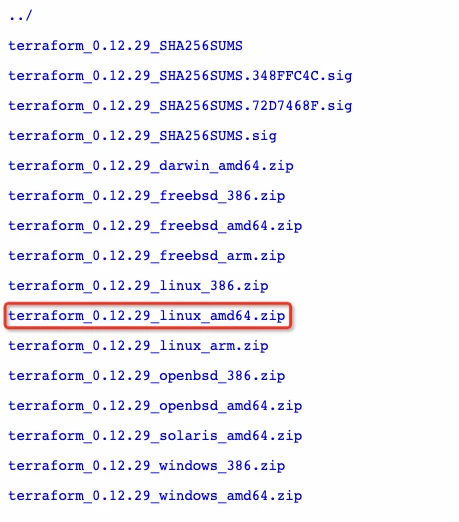 ../
terraform_0.12.29_SHA256SUMS
terraform_0.12.29_SHA256SUMS.348FFC4C.sig
terraform_0.12.29_SHA256SUMS.72D7468F.sig
terraform_0.12.29_SHA256SUMS.sig
terraform_0.12.29_darwin_amd64.zip
terraform_0.12.29_freebsd_386.zip
terraform_0.12.29_freebsd_amd64.zip
terraform_0.12.29_freebsd_arm.zip
terraform_0.12.29_linux_386.zip
terraform_0.12.29_linux_amd64.zip
terraform_0.12.29_linux_arm.zip
terraform_0.12.29_openbsd_386.zip
terraform_0.12.29_openbsd_amd64.zip
terraform_0.12.29_solaris_amd64.zip
terraform_0.12.29_windows_386.zip
terraform_0.12.29_windows_amd64.zip